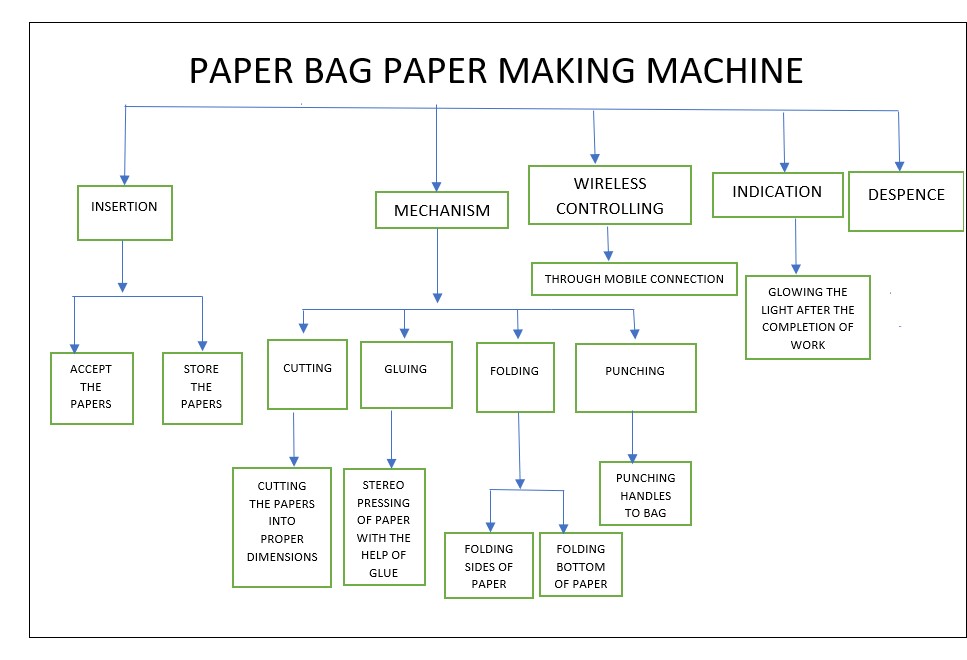 PAPER BAG PAPER MAKING MACHINE
INSERTION
MECHANISM
WIRELESS
CONTROLLING
INDICATION
DESPENCE
THROUGH MOBILE CONNECTION
GLOWING THE
LIGHT AFTER THE
COMPLETION OF
WORK
ACCEPT
THE
PAPERS
STORE
THE
PAPERS
CUTTING
GLUING
FOLDING
PUNCHING
CUTTING
THE PAPERS
INTO
PROPER
DIMENSIONS
STEREO
PRESSING
OF PAPER
WITH THE
HELP OF
GLUE
FOLDING
SIDES OF
PAPER
FOLDING
BOTTOM
OF PAPER
PUNCHING
HANDLES
TO BAG